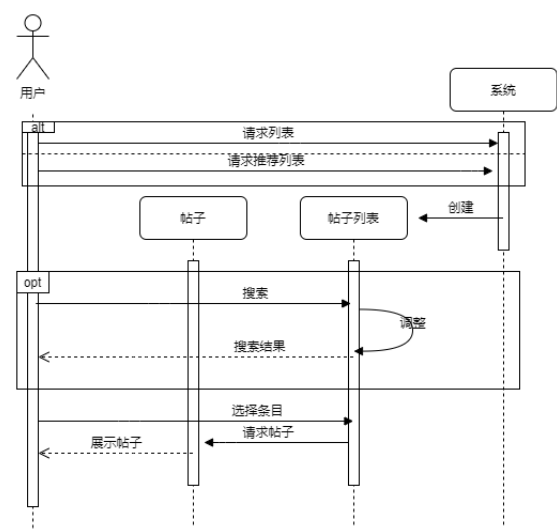 用户
系统
alt
请求列表
请求推荐列表
帖子
帖子列表
创建
opt
搜索
调整
搜索结果
选择条目
请求帖子
展示帖子